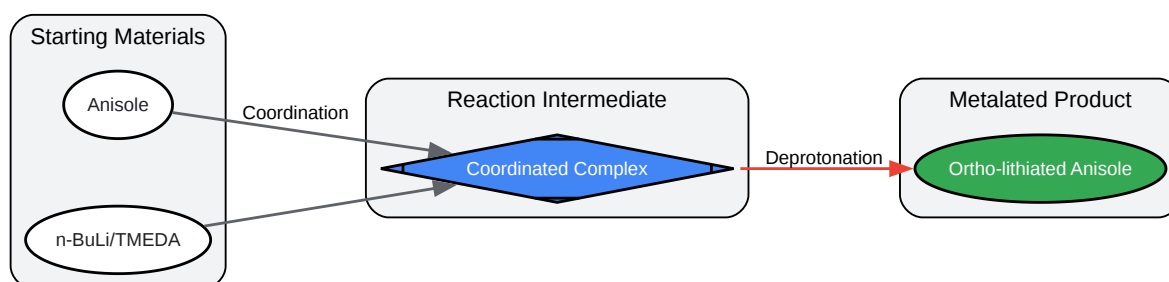 Starting Materials
Anisole
n-BuLi/TMEDA
Coordination
Reaction Intermediate
Coordinated Complex
Deprotonation
Metalated Product
Ortho-lithiated Anisole